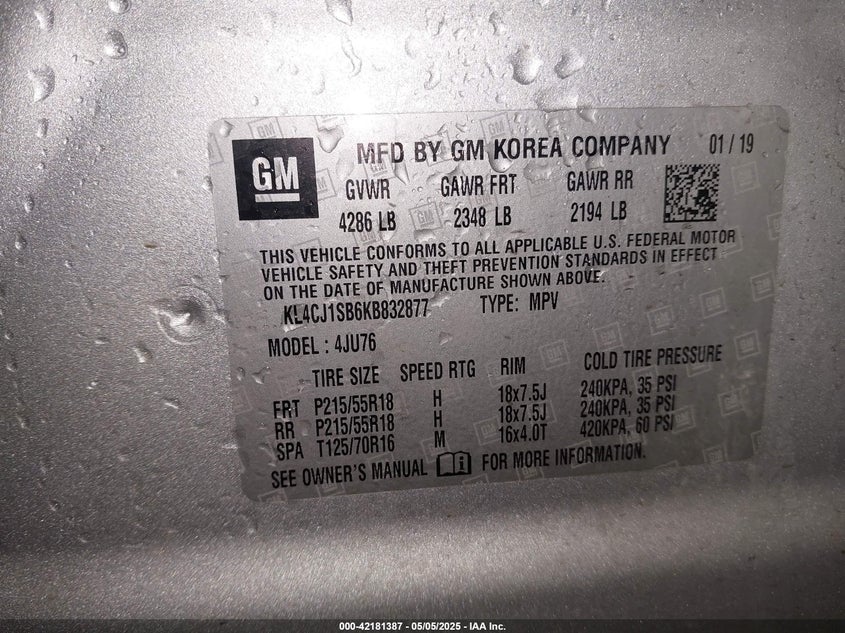 GM
MFD BY GM KOREA COMPANY 01/19
GVWR GAWR FRT GAWR RR
4286 LB 2348 LB 2194 LB
THIS VEHICLE CONFORMS TO ALL APPLICABLE U.S. FEDERAL MOTOR
VEHICLE SAFETY AND THEFT PREVENTION STANDARDS IN EFFECT
ON THE DATE OF MANUFACTURE SHOWN ABOVE.
KL4CJ1SB6KB832877 TYPE: MPV
MODEL : 4JU76
TIRE SIZE SPEED RTG RIM COLD TIRE PRESSURE
FRT P215/55R18 H 18x7.5J 240KPA, 35 PSI
RR P215/55R18 H 18x7.5J 240KPA, 35 PSI
SPA T125/70R16 M 16x4.0T 420KPA, 60 PSI
SEE OWNER'S MANUAL FOR MORE INFORMATION.
000-42181387 - 05/05/2025 - IAA Inc.